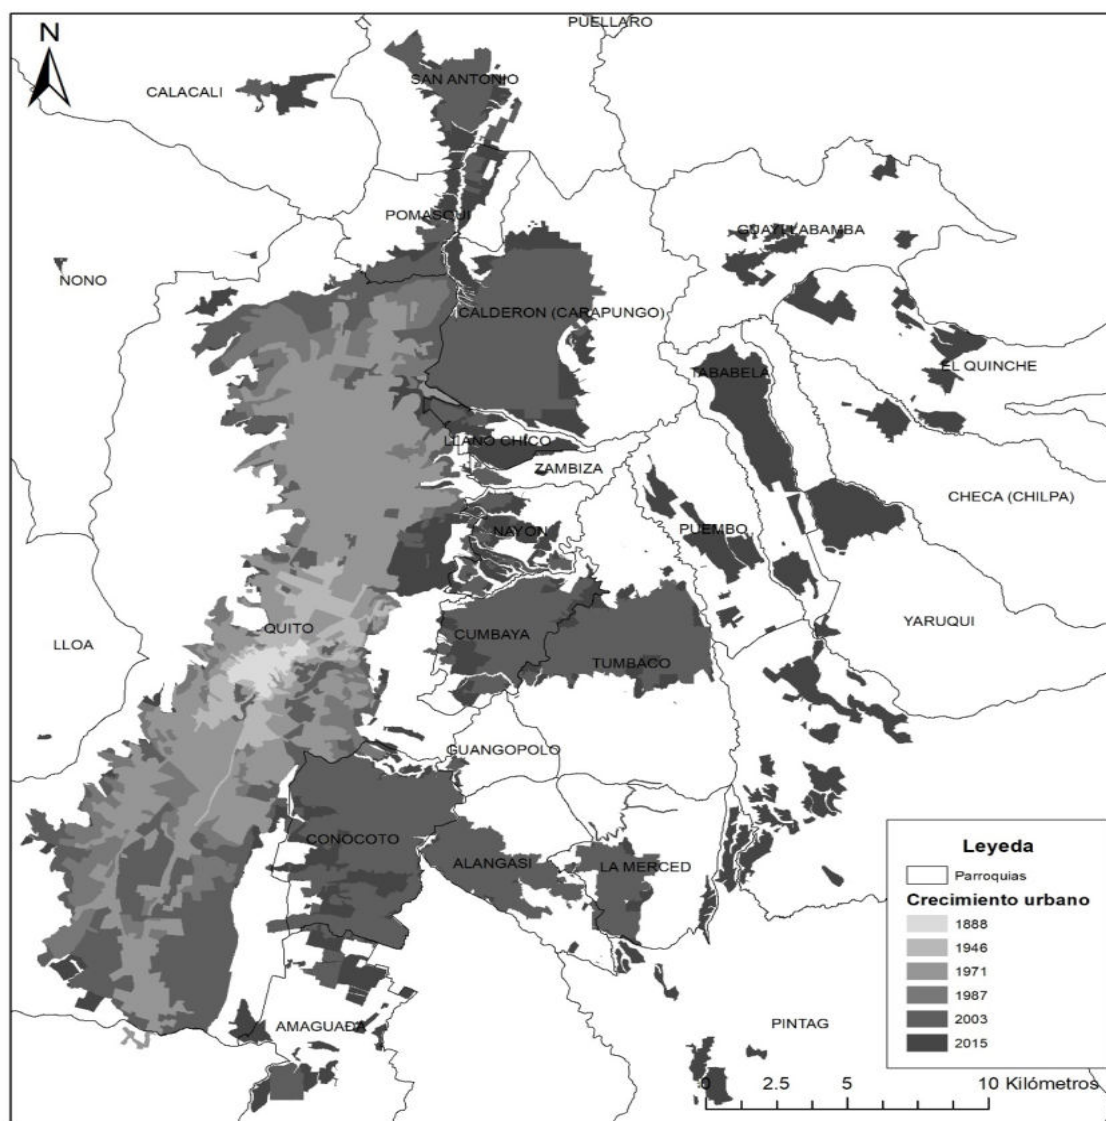 PUELLARO
N
SAN ANTONIO
CALACALI
POMASQUI
GUAYLLABAMBA
NONO
CALDERON (CARAPUNGO)
EL QUINCHE
TABABELA
LLANO CHICO
ZAMBIZA
CHECA (CHILPA)
NAYON
PUEMBO
QUITO
CUMBAYA
YARUQUI
LLOA
TUMBACO
GUANGOPOLO
CONOCOTO
ALANGASI
LA MERCED
AMAGUAÑA
PINTAG
Leyeda
Parroquias
Crecimiento urbano
1888
1946
1971
1987
2003
2015
0 2.5 5 10 Kilómetros